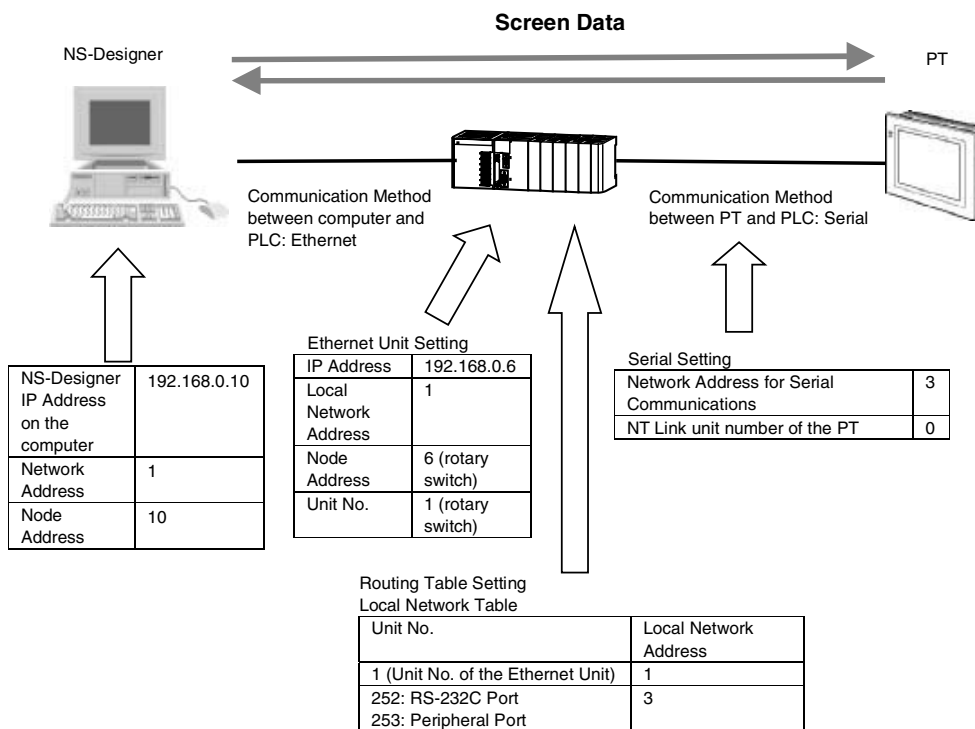 Screen Data
NS-Designer
PT
Communication Method
between computer and
PLC: Ethernet
Communication Method
between PT and PLC: Serial
NS-Designer
IP Address
on the
computer
192.168.0.10
Network
Address
1
Node
Address
10
Ethernet Unit Setting
IP Address
192.168.0.6
Local
Network
Address
1
Node
Address
6 (rotary
switch)
Unit No.
1 (rotary
switch)
Serial Setting
Network Address for Serial
Communications
3
NT Link unit number of the PT
0
Routing Table Setting
Local Network Table
Unit No.
Local Network
Address
1 (Unit No. of the Ethernet Unit)
1
252: RS-232C Port
253: Peripheral Port
3